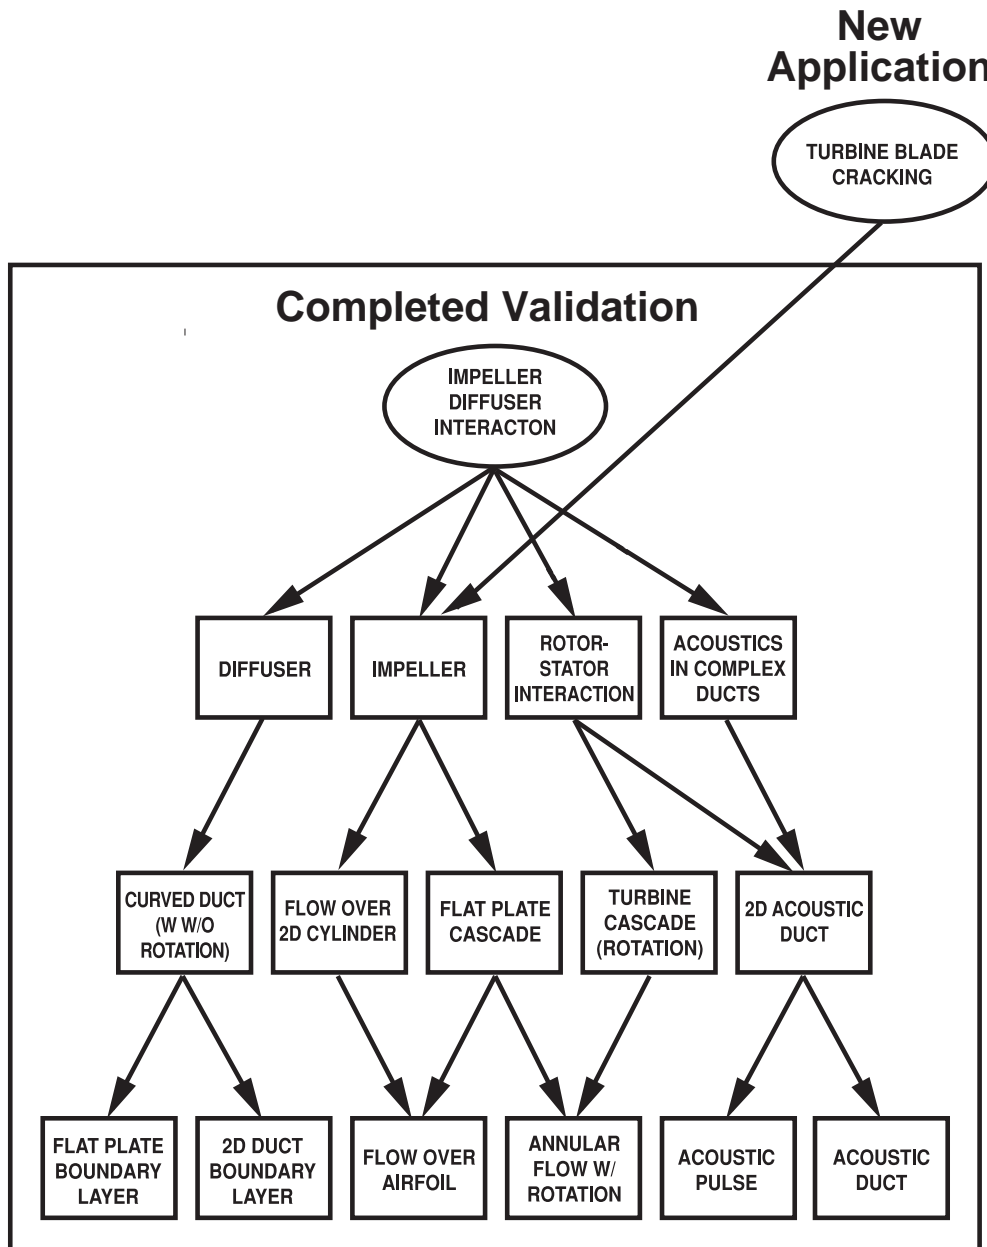 New
Application
TURBINE BLADE
CRACKING
Completed Validation
IMPELLER
DIFFUSER
INTERACTON
DIFFUSER
IMPELLER
ROTOR-
STATOR
INTERACTION
ACOUSTICS
IN COMPLEX
DUCTS
CURVED DUCT
(W W/O
ROTATION)
FLOW OVER
2D CYLINDER
FLAT PLATE
CASCADE
TURBINE
CASCADE
(ROTATION)
2D ACOUSTIC
DUCT
FLAT PLATE
BOUNDARY
LAYER
2D DUCT
BOUNDARY
LAYER
FLOW OVER
AIRFOIL
ANNULAR
FLOW W/
ROTATION
ACOUSTIC
PULSE
ACOUSTIC
DUCT